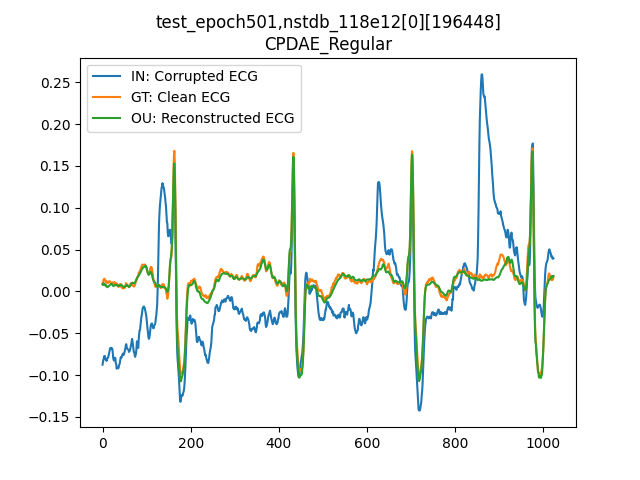 test_epoch501,nstdb_118e12[0][196448]
CPDAE_Regular
IN: Corrupted ECG
GT: Clean ECG
OU: Reconstructed ECG
0.25
0.20
0.15
0.10
0.05
0.00
−0.05
−0.10
−0.15
0 200 400 600 800 1000